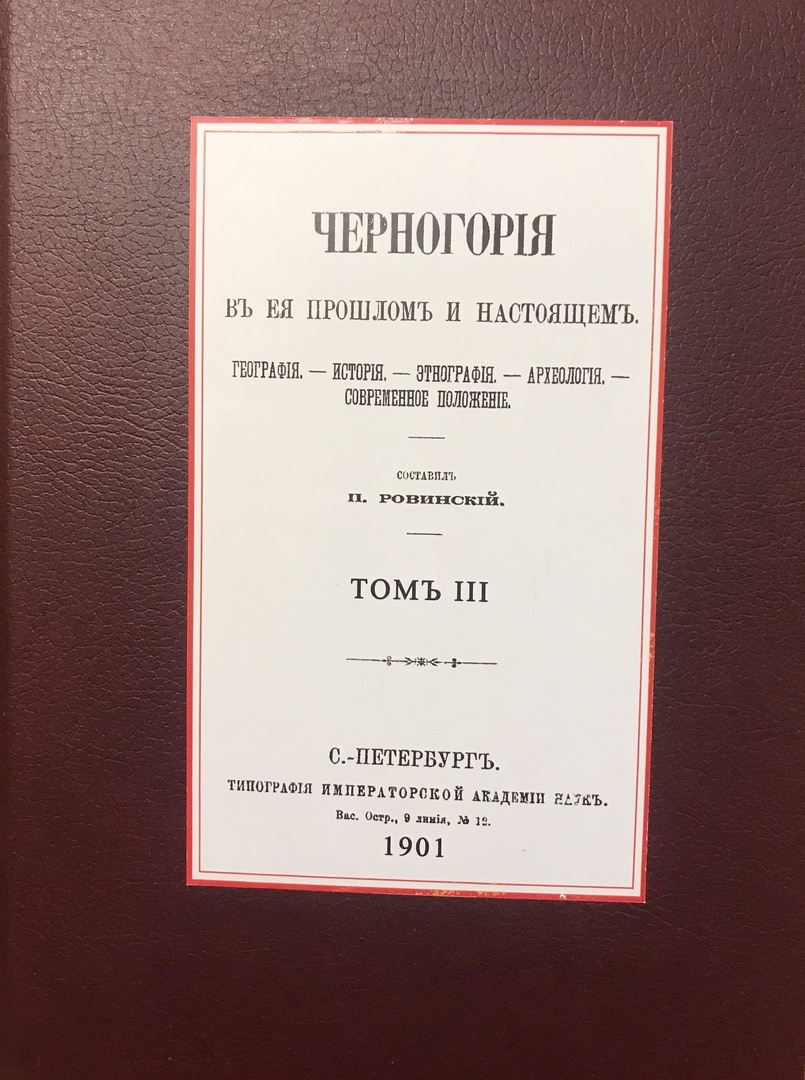 ЧЕРНОГОРІЯ
ВЪ ЕЯ ПРОШЛОМЪ И НАСТОЯЩЕМЪ.
ГЕОГРАФІЯ. — ИСТОРІЯ. — ЭТНОГРАФІЯ. — АРХЕОЛОГІЯ. —
СОВРЕМЕННОЕ ПОЛОЖЕНІЕ.
СОСТАВИЛЪ
П. РОВИНСКІЙ.
ТОМЪ III
С.-ПЕТЕРБУРГЪ.
ТИПОГРАФІЯ ИМПЕРАТОРСКОЙ АКАДЕМІИ НАУКЪ.
Вас. Остр., 9 линія, № 12.
1901